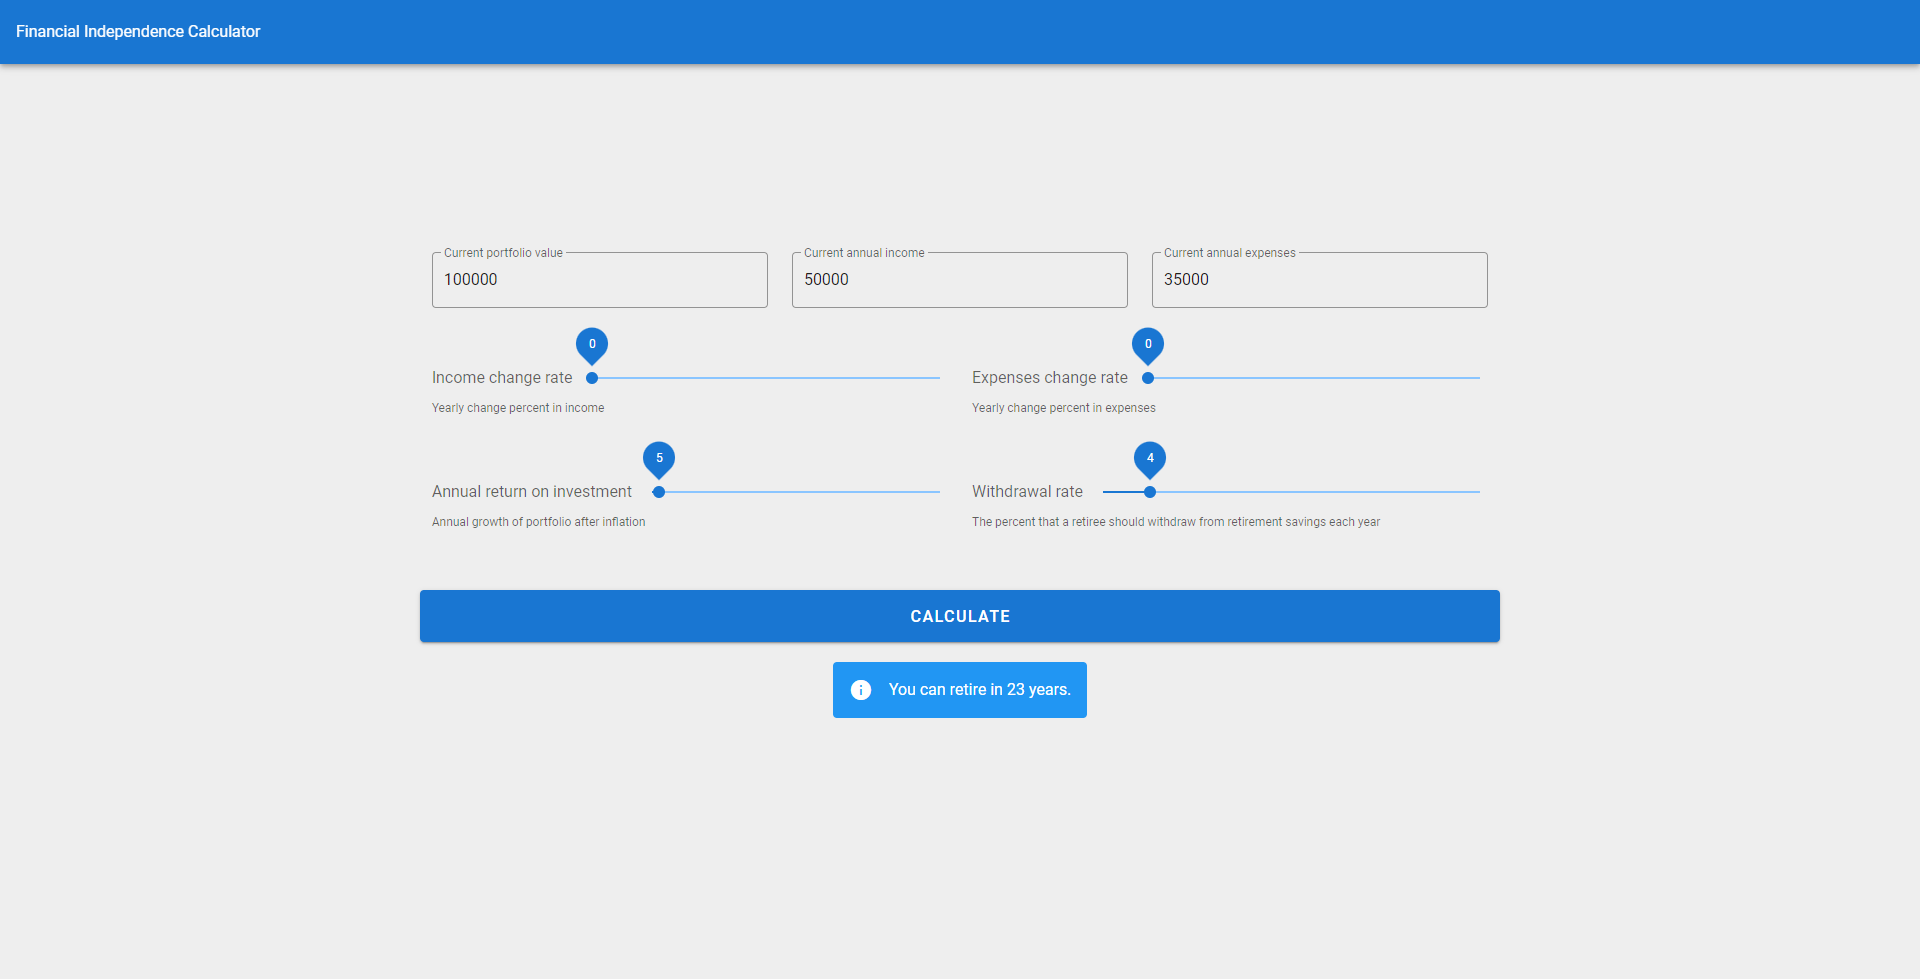 Financial Independence Calculator
Current portfolio value
100000
Current annual income
50000
Current annual expenses
35000
0
Income change rate
Yearly change percent in income
0
Expenses change rate
Yearly change percent in expenses
5
Annual return on investment
Annual growth of portfolio after inflation
4
Withdrawal rate
The percent that a retiree should withdraw from retirement savings each year
CALCULATE
You can retire in 23 years.